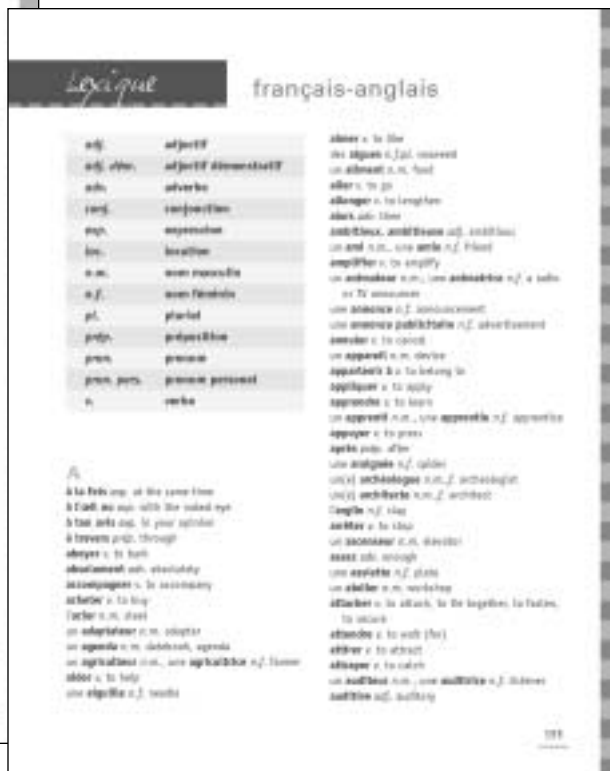 Lexique
français-anglais
adj. adjectif
adj. dém. adjectif démonstratif
adv. adverbe
conj. conjonction
exp. expression
loc. locution
n.m. nom masculin
n.f. nom féminin
pl. pluriel
prép. préposition
pron. pronom
pron. pers. pronom personnel
v. verbe
A
à la fois exp. at the same time
à l'œil nu exp. with the naked eye
à ton avis exp. in your opinion
à travers prép. through
aboyer v. to bark
absolument adv. absolutely
accompagner v. to accompany
acheter v. to buy
l'acier n.m. steel
un adaptateur n.m. adaptor
un agenda n.m. datebook, agenda
un agriculteur n.m., une agricultrice n.f. farmer
aider v. to help
une aiguille n.f. needle
aimer v. to like
des algues n.f.pl. seaweed
un aliment n.m. food
aller v. to go
allonger v. to lengthen
alors adv. then
ambitieux, ambitieuse adj. ambitious
un ami n.m., une amie n.f. friend
amplifier v. to amplify
un animateur n.m., une animatrice n.f. a radio
or TV announcer
une annonce n.f. announcement
une annonce publicitaire n.f. advertisement
annuler v. to cancel
un appareil n.m. device
appartenir à v. to belong to
appliquer v. to apply
apprendre v. to learn
un apprenti n.m., une apprentie n.f. apprentice
appuyer v. to press
après prép. after
une araignée n.f. spider
un(e) archéologue n.m.,f. archeologist
un(e) architecte n.m.,f. architect
l'argile n.f. clay
arrêter v. to stop
un ascenseur n.m. elevator
assez adv. enough
une assiette n.f. plate
un atelier n.m. workshop
attacher v. to attach, to tie together, to fasten,
to secure
attendre v. to wait (for)
attirer v. to attract
attraper v. to catch
un auditeur n.m., une auditrice n.f. listener
auditive adj. auditory